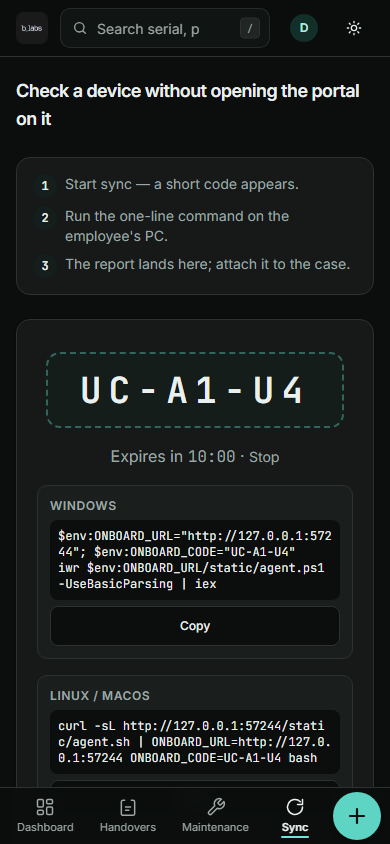 b_labs
Search serial, p
/
D
Check a device without opening the portal
on it
1 Start sync — a short code appears.
2 Run the one-line command on the
employee's PC.
3 The report lands here; attach it to the case.
UC-A1-U4
Expires in 10:00 · Stop
WINDOWS
$env:ONBOARD_URL="http://127.0.0.1:572
44"; $env:ONBOARD_CODE="UC-A1-U4"
iwr $env:ONBOARD_URL/static/agent.ps1
-UseBasicParsing | iex
Copy
LINUX / MACOS
curl -sL http://127.0.0.1:57244/stati
c/agent.sh | ONBOARD_URL=http://127.0.
0.1:57244 ONBOARD_CODE=UC-A1-U4 bash
Dashboard
Handovers
Maintenance
Sync